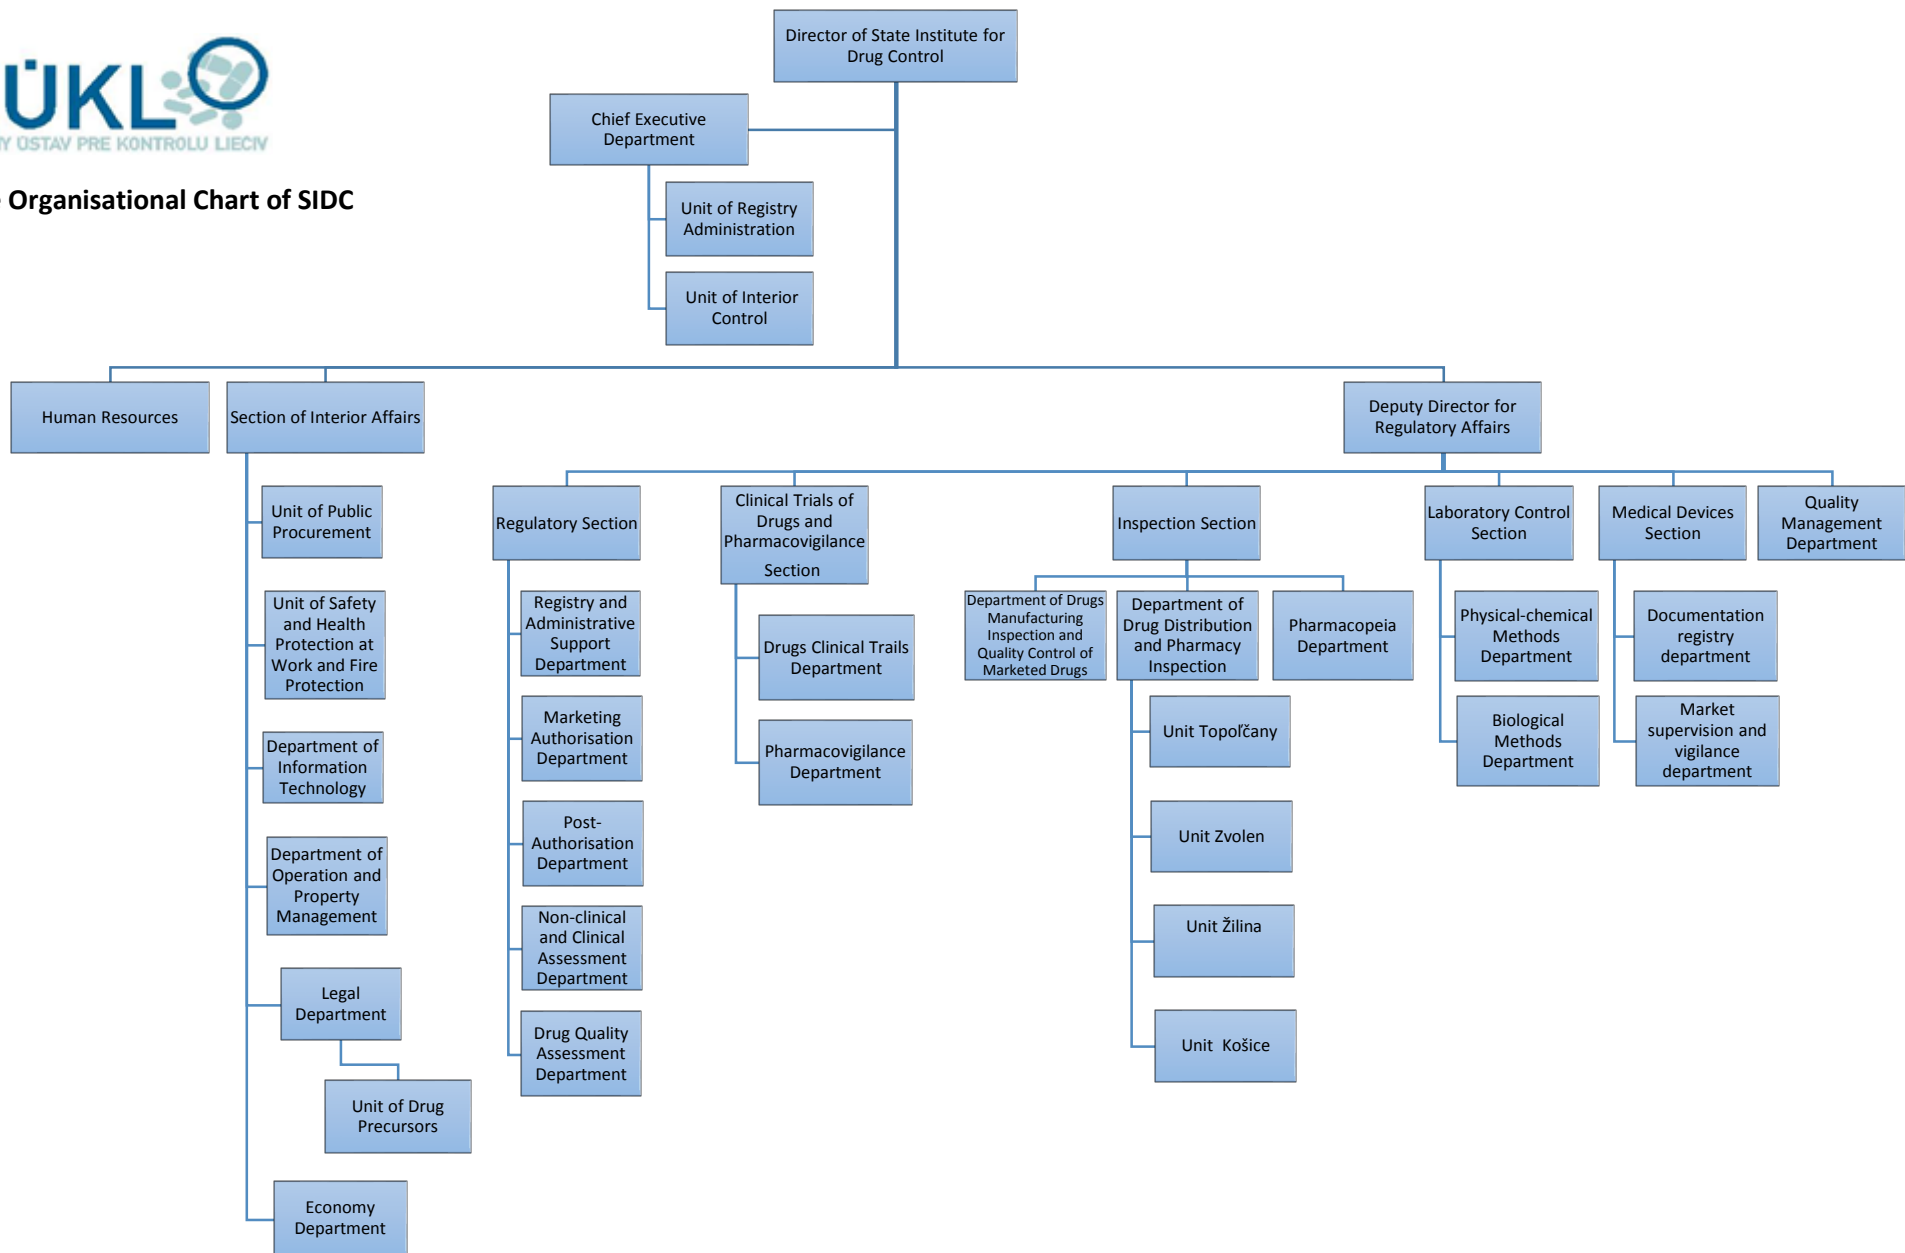 Director of State Institute for
Drug Control
ÚKL
ÚSTAV PRE KONTROLU LIECIV
Chief Executive
Department
Organisational Chart of SIDC
Unit of Registry
Administration
Unit of Interior
Control
Human Resources
Section of Interior Affairs
Deputy Director for
Regulatory Affairs
Unit of Public
Procurement
Unit of Safety
and Health
Protection at
Work and Fire
Protection
Department of
Information
Technology
Department of
Operation and
Property
Management
Legal
Department
Unit of Drug
Precursors
Economy
Department
Regulatory Section
Registry and
Administrative
Support
Department
Marketing
Authorisation
Department
Post-
Authorisation
Department
Non-clinical
and Clinical
Assessment
Department
Drug Quality
Assessment
Department
Clinical Trials of
Drugs and
Pharmacovigilance
Section
Drugs Clinical Trails
Department
Pharmacovigilance
Department
Inspection Section
Department of Drugs
Manufacturing
Inspection and
Quality Control of
Marketed Drugs
Department of
Drug Distribution
and Pharmacy
Inspection
Pharmacopeia
Department
Unit Topoľčany
Unit Zvolen
Unit Žilina
Unit Košice
Laboratory Control
Section
Physical-chemical
Methods
Department
Biological
Methods
Department
Medical Devices
Section
Documentation
registry
department
Market
supervision and
vigilance
department
Quality
Management
Department